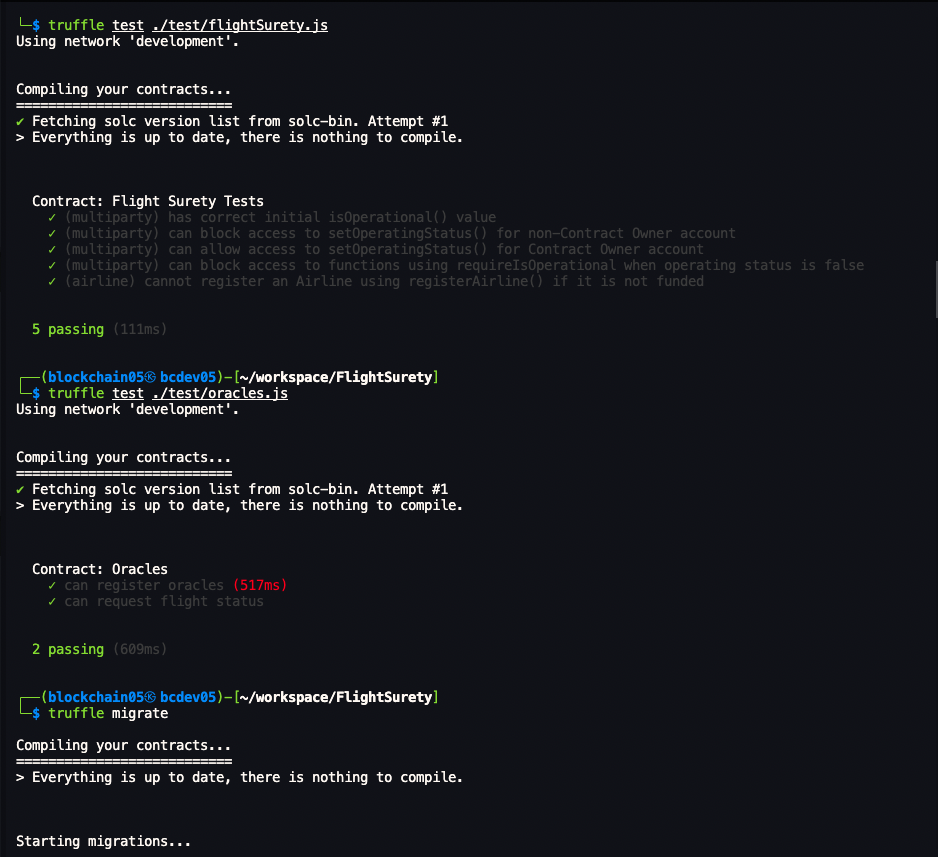 └─$ truffle test ./test/flightSurety.js
Using network 'development'.
Compiling your contracts...
===========================
✔ Fetching solc version list from solc-bin. Attempt #1
> Everything is up to date, there is nothing to compile.
Contract: Flight Surety Tests
✓ (multiparty) has correct initial isOperational() value
✓ (multiparty) can block access to setOperatingStatus() for non-Contract Owner account
✓ (multiparty) can allow access to setOperatingStatus() for Contract Owner account
✓ (multiparty) can block access to functions using requireIsOperational when operating status is false
✓ (airline) cannot register an Airline using registerAirline() if it is not funded
5 passing (111ms)
┌──(blockchain05㉿bcdev05)-[~/workspace/FlightSurety]
└─$ truffle test ./test/oracles.js
Using network 'development'.
Compiling your contracts...
===========================
✔ Fetching solc version list from solc-bin. Attempt #1
> Everything is up to date, there is nothing to compile.
Contract: Oracles
✓ can register oracles (517ms)
✓ can request flight status
2 passing (609ms)
┌──(blockchain05㉿bcdev05)-[~/workspace/FlightSurety]
└─$ truffle migrate
Compiling your contracts...
===========================
> Everything is up to date, there is nothing to compile.
Starting migrations...